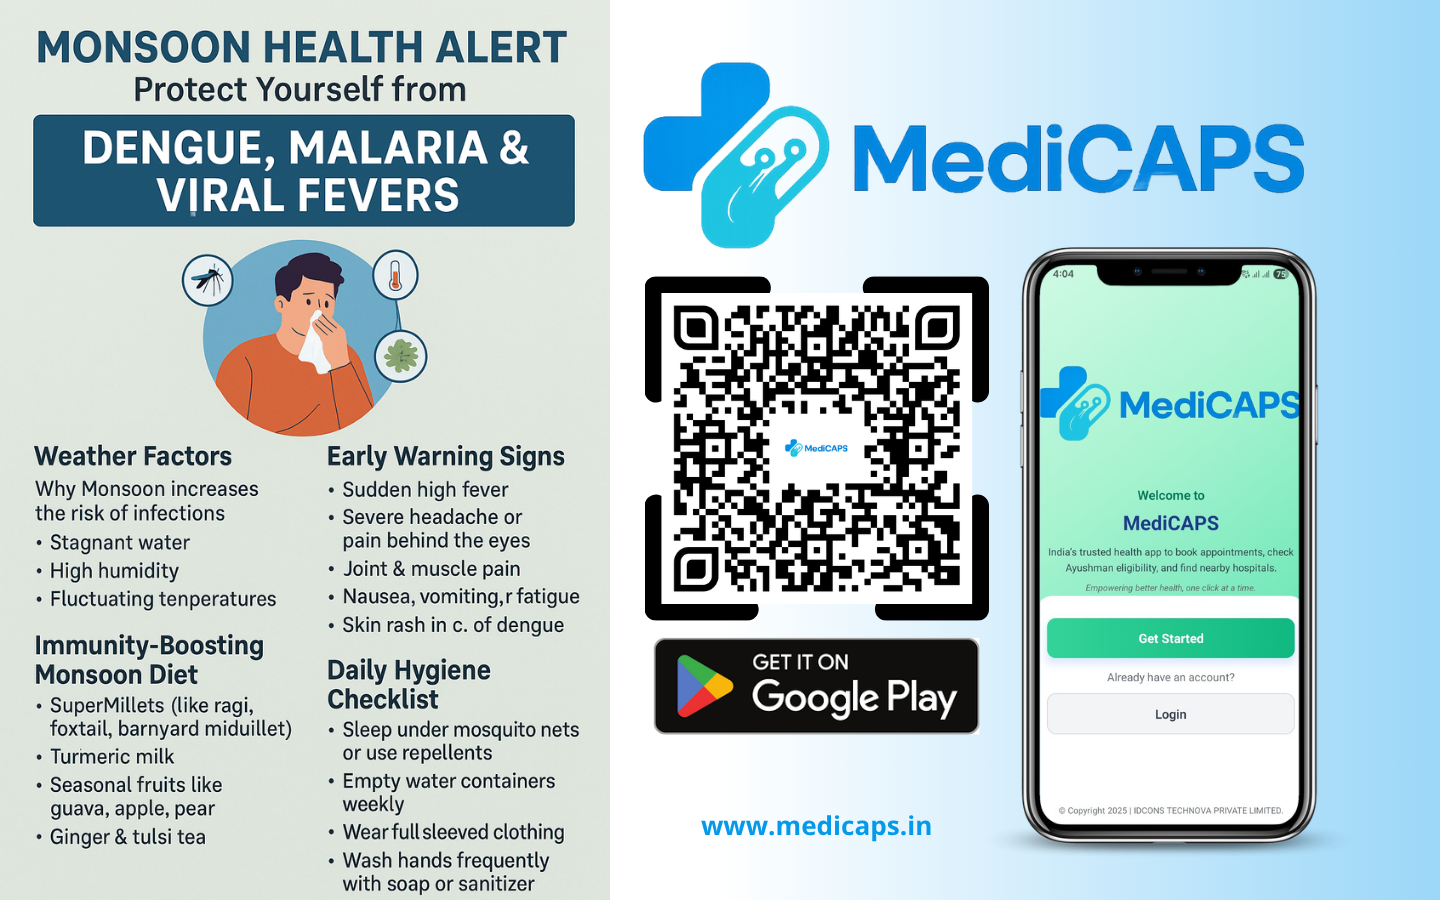 MONSOON HEALTH ALERT
Protect Yourself from
DENGUE, MALARIA &
VIRAL FEVERS
Weather Factors
Why Monsoon increases
the risk of infections
• Stagnant water
• High humidity
• Fluctuating tenperatures
Immunity-Boosting
Monsoon Diet
• SuperMillets (like ragi,
foxtail, barnyard miduillet)
• Turmeric milk
• Seasonal fruits like
guava, apple, pear
• Ginger & tulsi tea
Early Warning Signs
• Sudden high fever
• Severe headache or
pain behind the eyes
• Joint & muscle pain
• Nausea, vomiting,r fatigue
• Skin rash in c. of dengue
Daily Hygiene
Checklist
• Sleep under mosquito nets
or use repellents
• Empty water containers
weekly
• Wear full sleeved clothing
• Wash hands frequently
with soap or sanitizer
MediCAPS
MediCAPS
GET IT ON
Google Play
www.medicaps.in
4:04
75
MediCAPS
Welcome to
MediCAPS
India's trusted health app to book appointments, check
Ayushman eligibility, and find nearby hospitals.
Empowering better health, one click at a time.
Get Started
Already have an account?
Login
© Copyright 2025 | IDCONS TECHNOVA PRIVATE LIMITED.